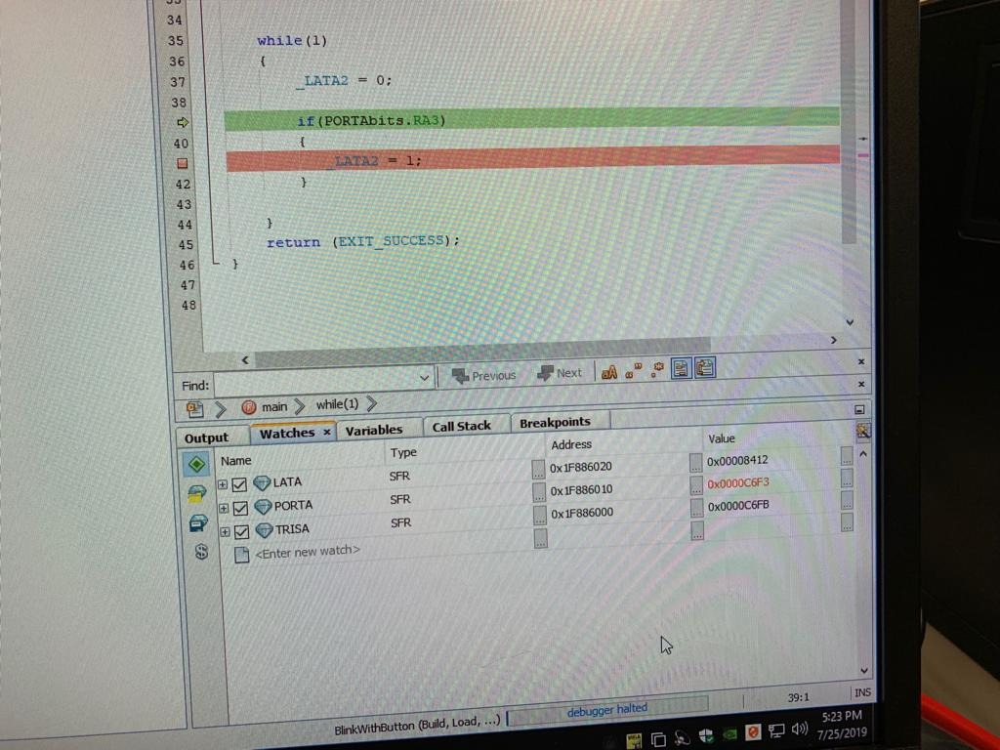 33
34
35 while(1)
36 {
37 _LATA2 = 0;
38
if(PORTAbits.RA3)
40 {
_LATA2 = 1;
42 }
43
44 }
45 return (EXIT_SUCCESS);
46 }
47
48
Find: Previous Next
main while(1)
Output Watches x Variables Call Stack Breakpoints
Name Type Address Value
LATA SFR 0x1F886020 0x00008412
PORTA SFR 0x1F886010 0x0000C6F3
TRISA SFR 0x1F886000 0x0000C6FB
<Enter new watch>
BlinkWithButton (Build, Load, ...) debugger halted 39:1 INS
5:23 PM
7/25/2019